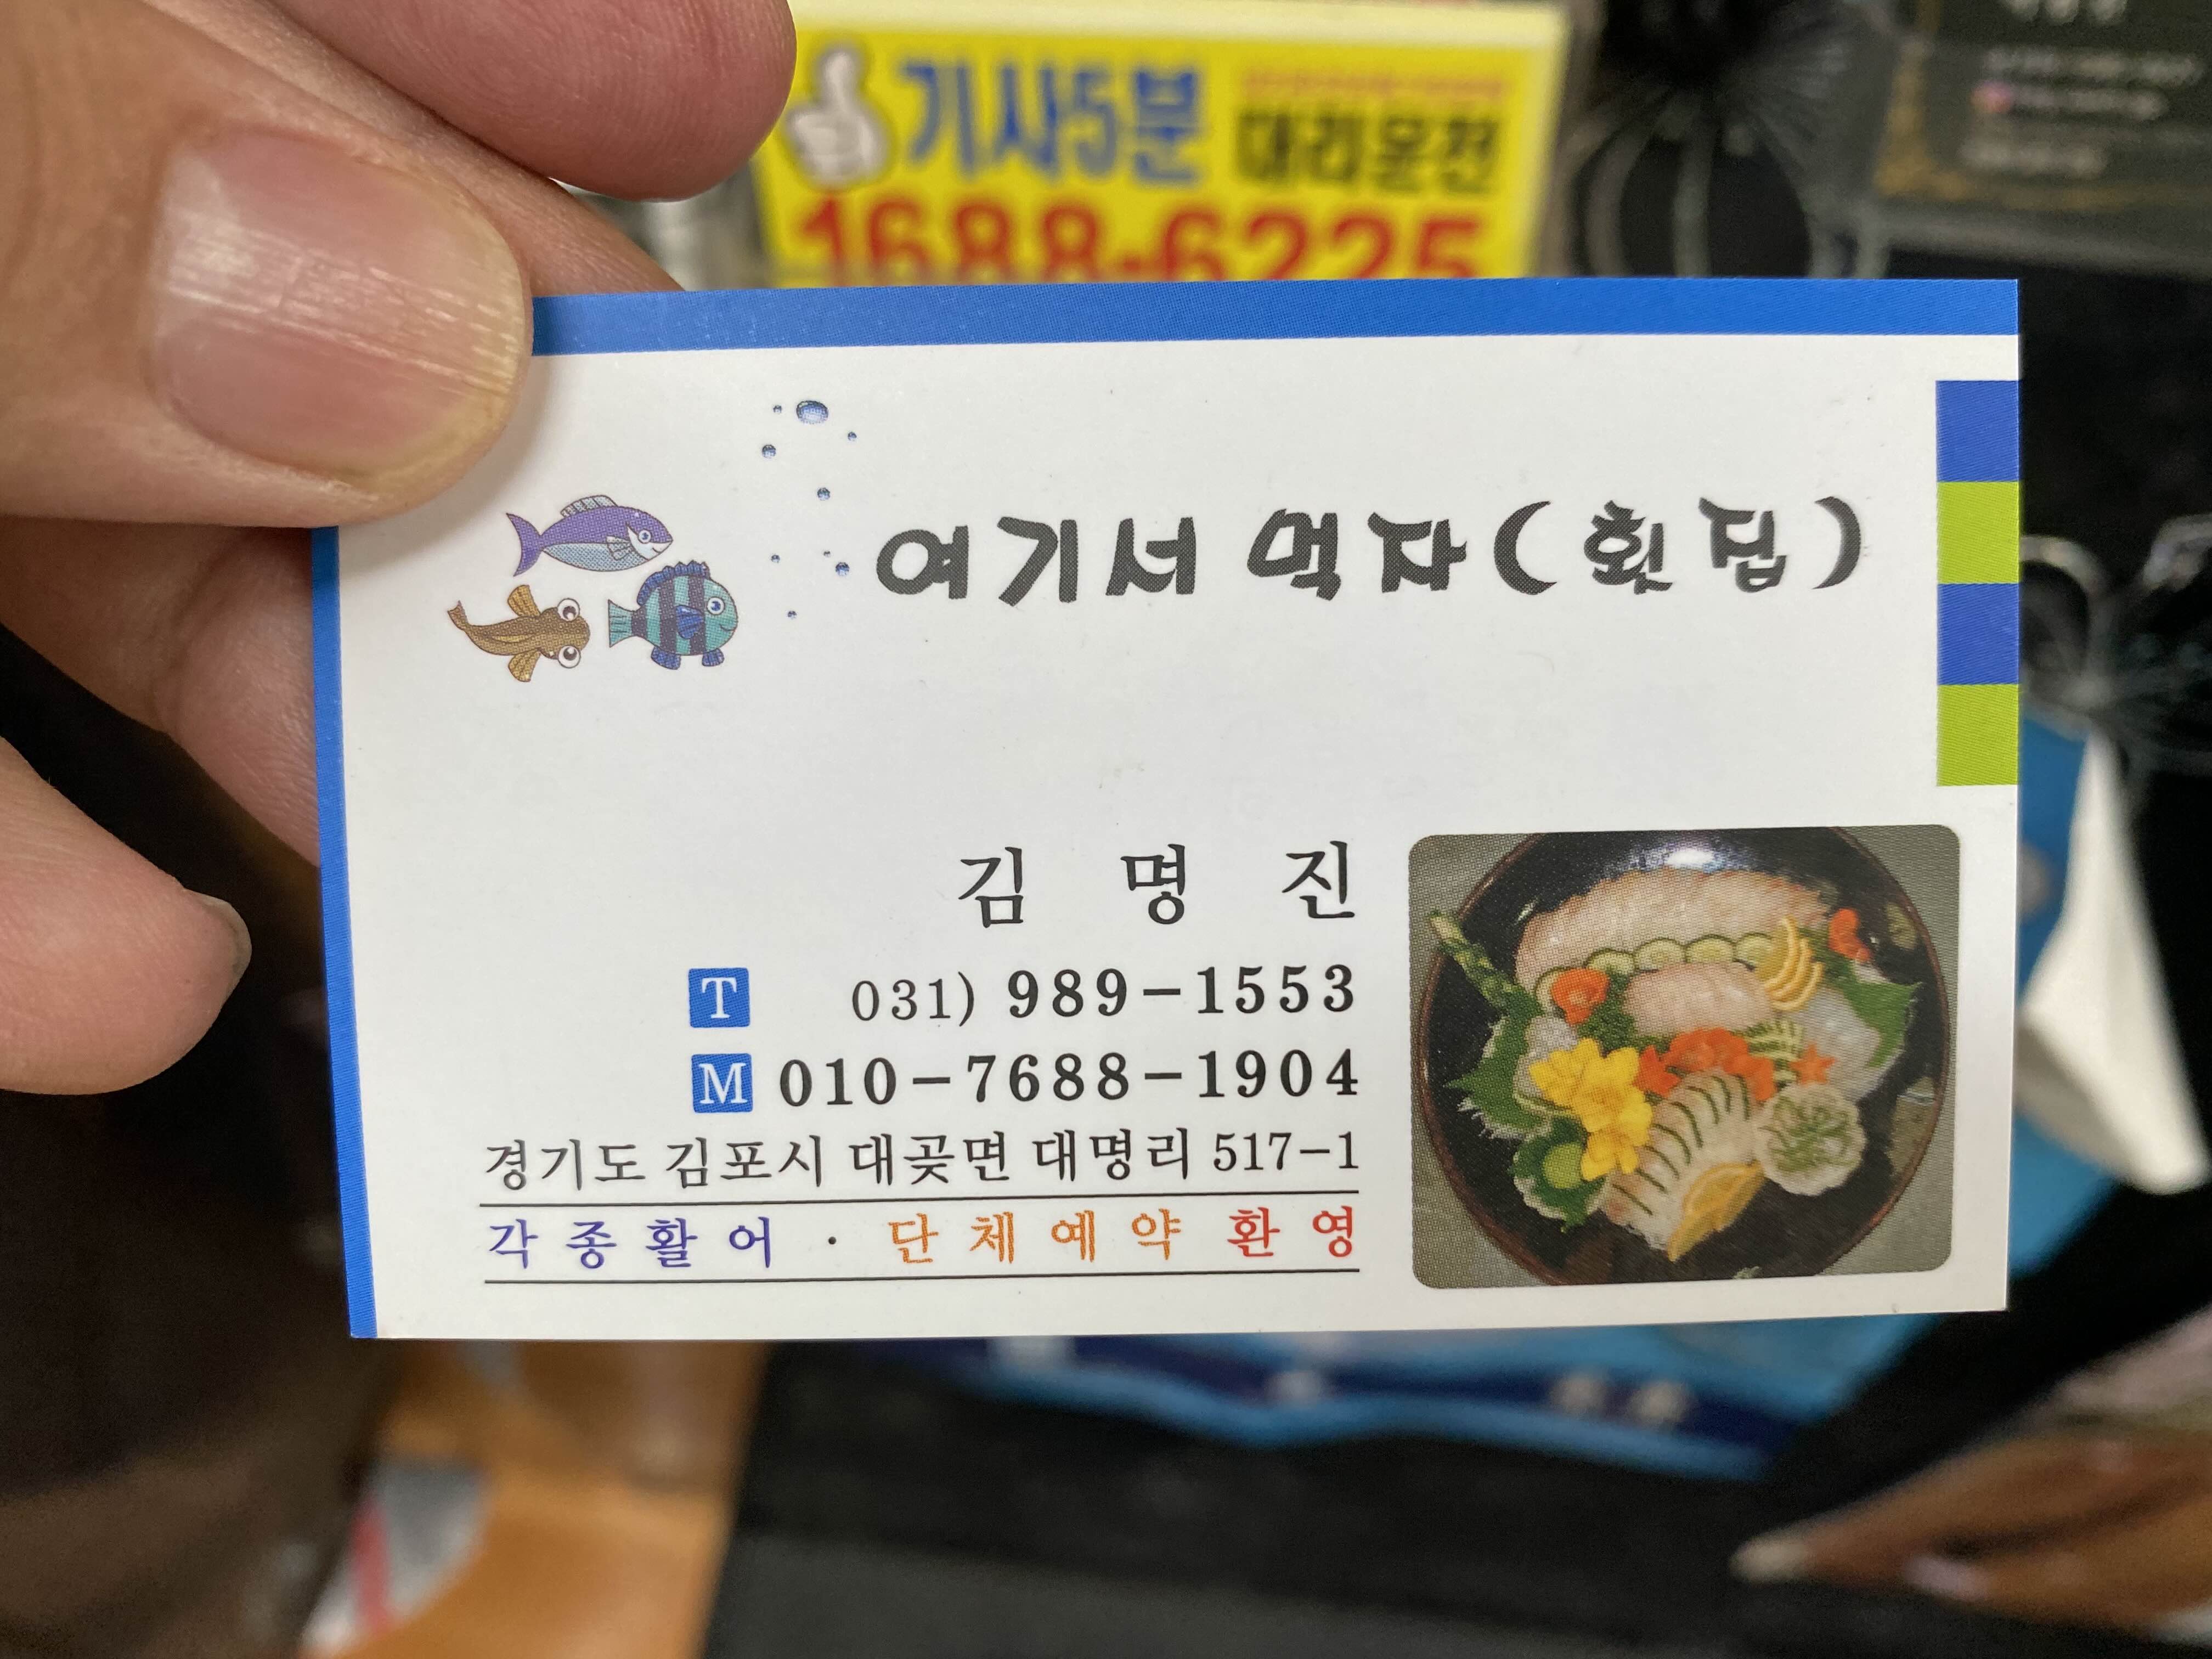 기사5분 대리운전
1688-6225
여기서 먹자(횟집)
김 명 진
T 031) 989-1553
M 010-7688-1904
경기도 김포시 대곶면 대명리 517-1
각종활어 · 단체예약 환영